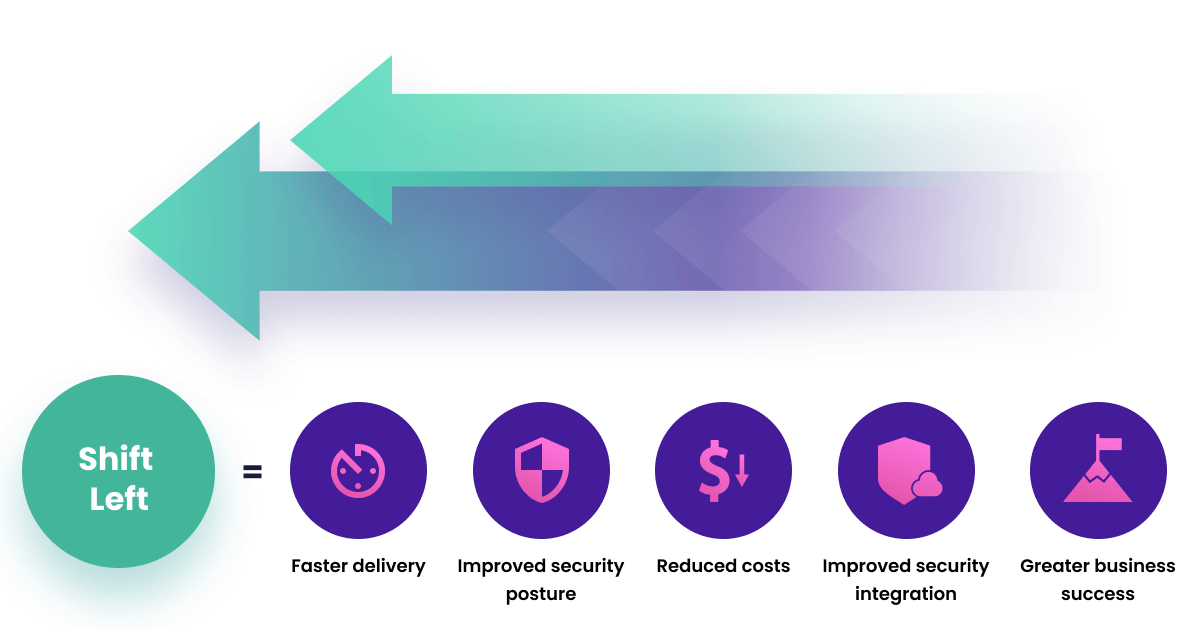 Shift
Left
=
Faster delivery
Improved security
posture
Reduced costs
Improved security
integration
Greater business
success